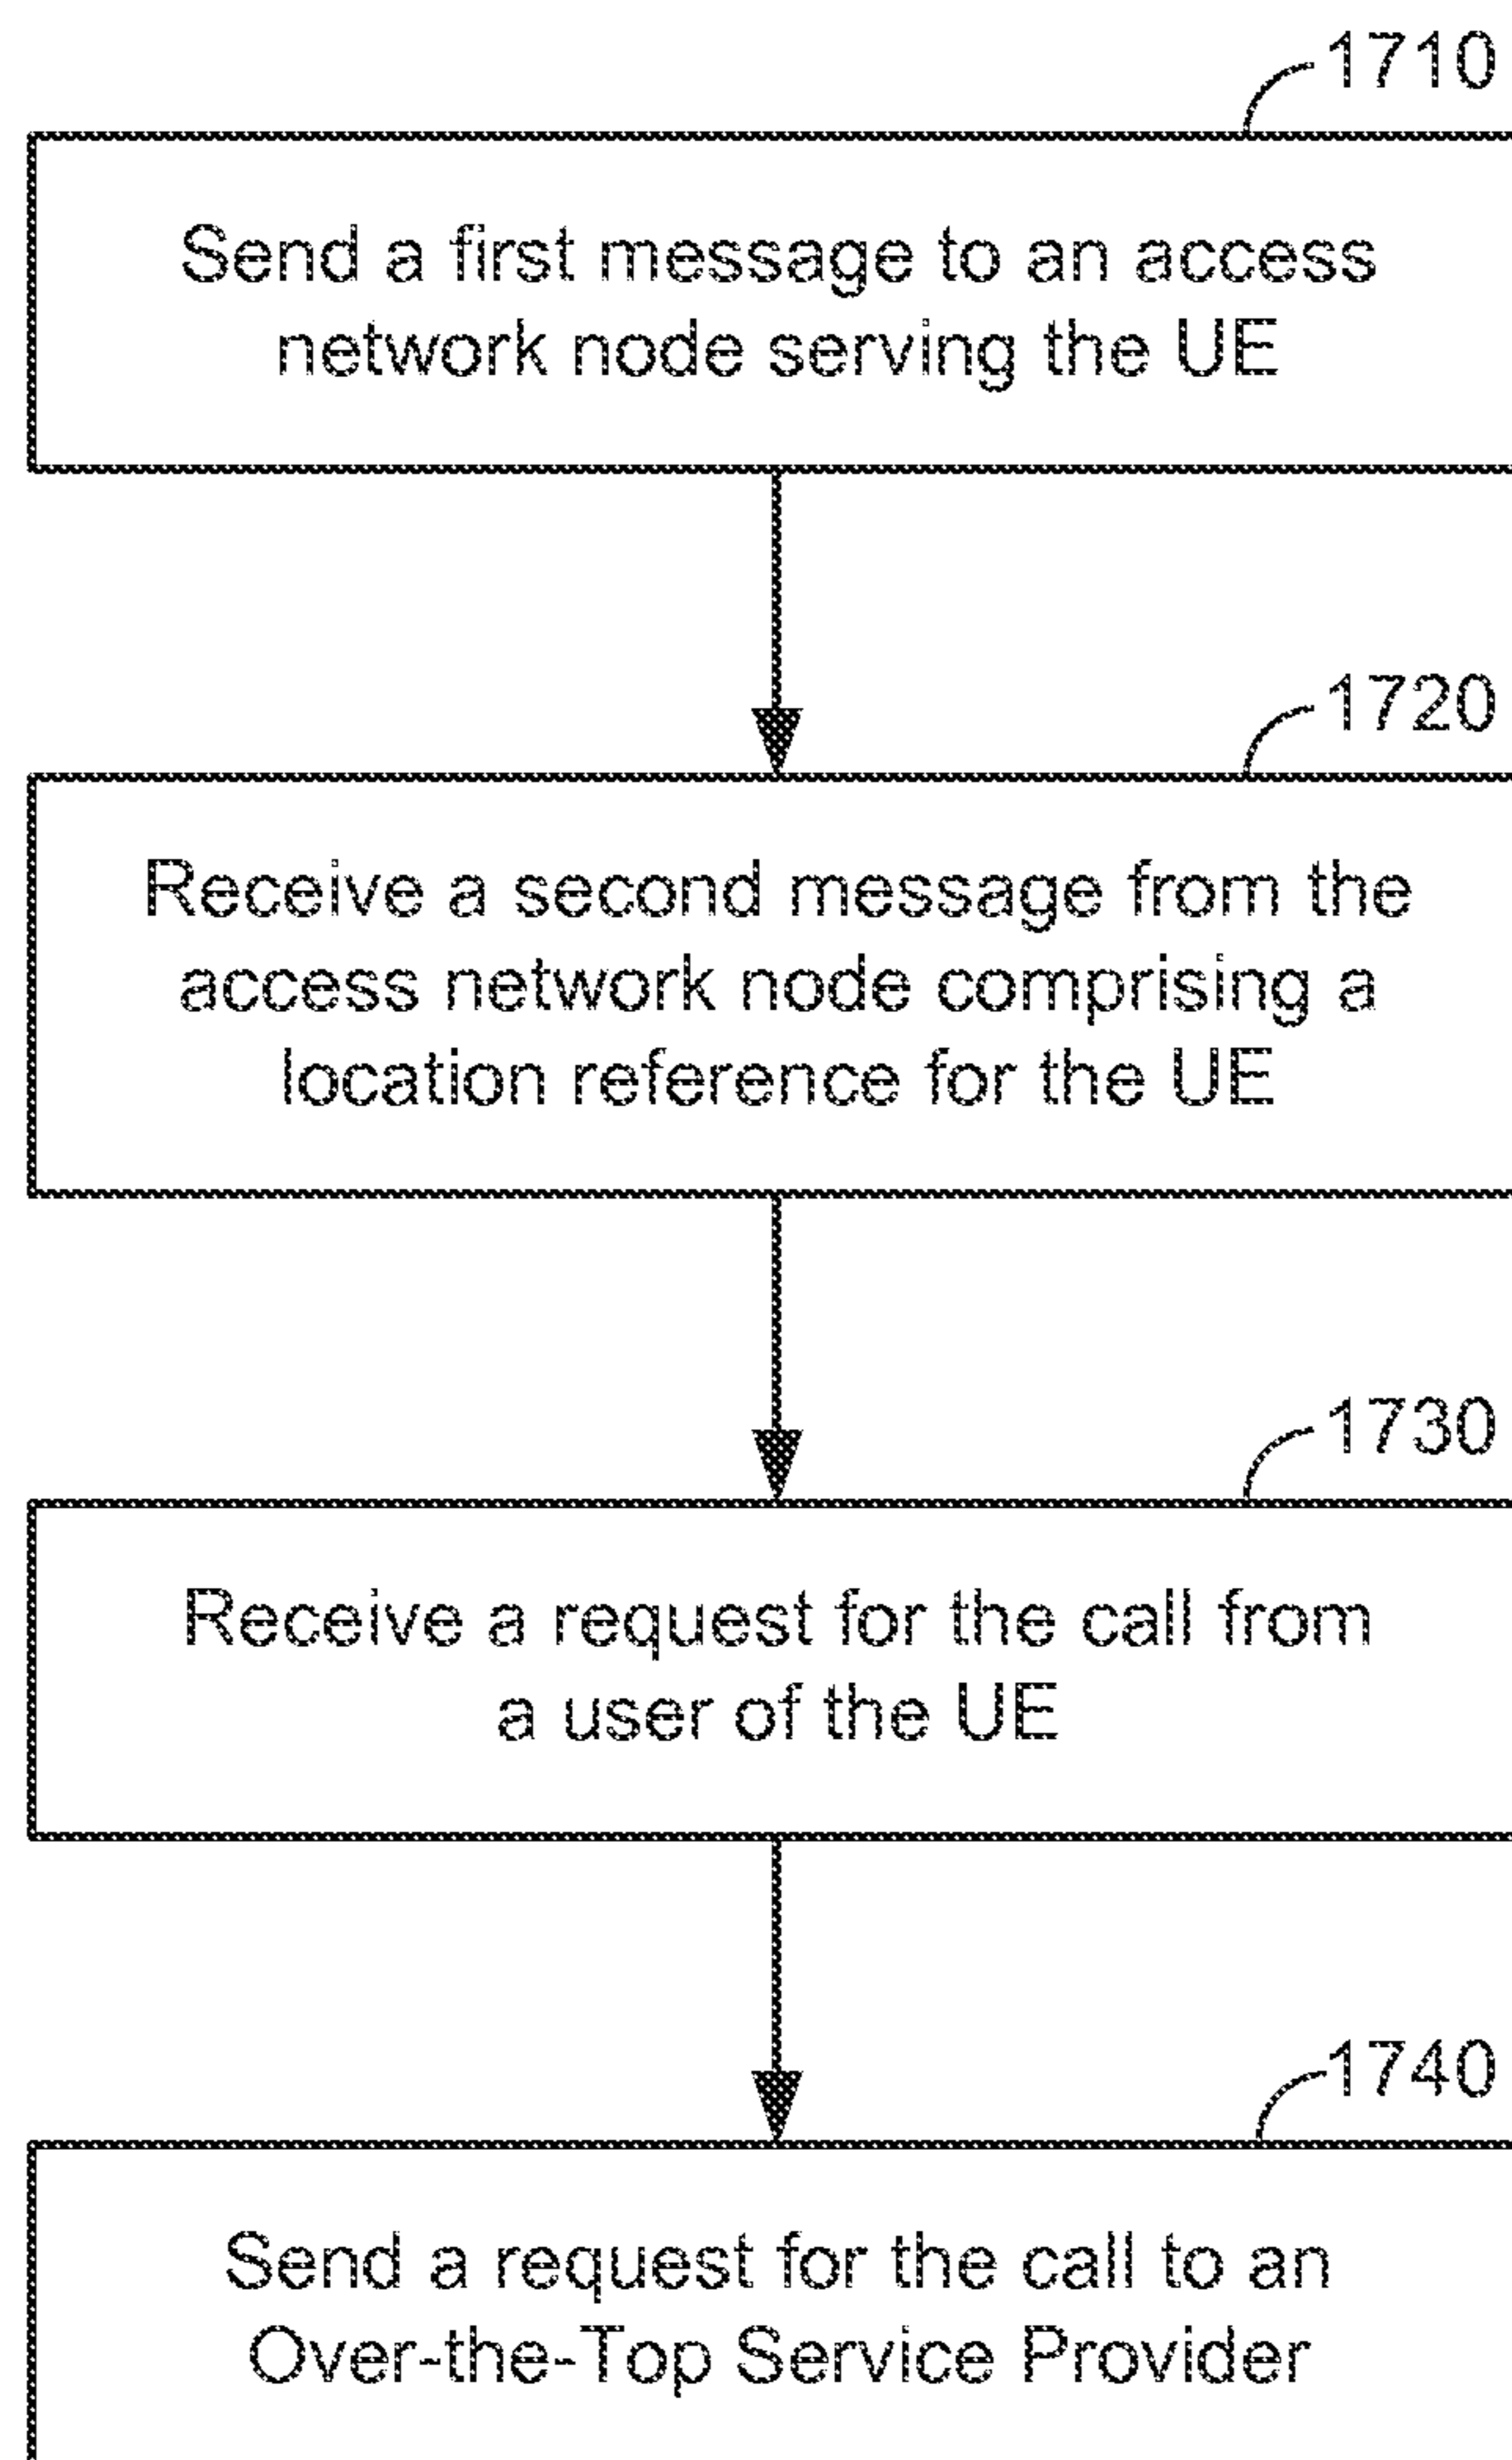 1710
Send a first message to an access
network node serving the UE
1720
Receive a second message from the
access network node comprising a
location reference for the UE
1730
Receive a request for the call from
a user of the UE
1740
Send a request for the call to an
Over-the-Top Service Provider